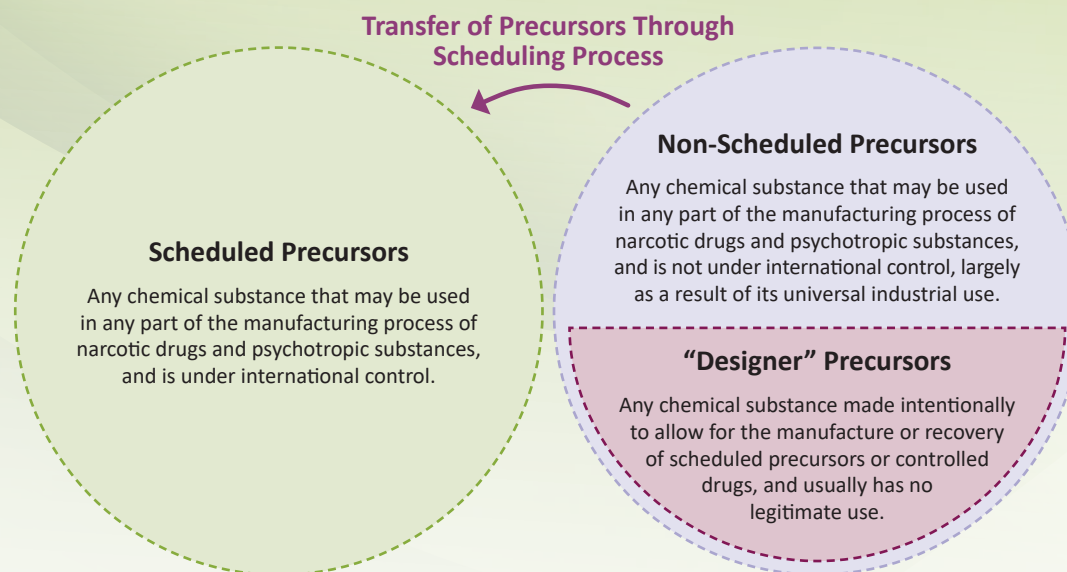 Transfer of Precursors Through
Scheduling Process
Scheduled Precursors
Any chemical substance that may be used
in any part of the manufacturing process of
narcotic drugs and psychotropic substances,
and is under international control.
Non-Scheduled Precursors
Any chemical substance that may be used
in any part of the manufacturing process of
narcotic drugs and psychotropic substances,
and is not under international control, largely
as a result of its universal industrial use.
“Designer” Precursors
Any chemical substance made intentionally
to allow for the manufacture or recovery
of scheduled precursors or controlled
drugs, and usually has no
legitimate use.